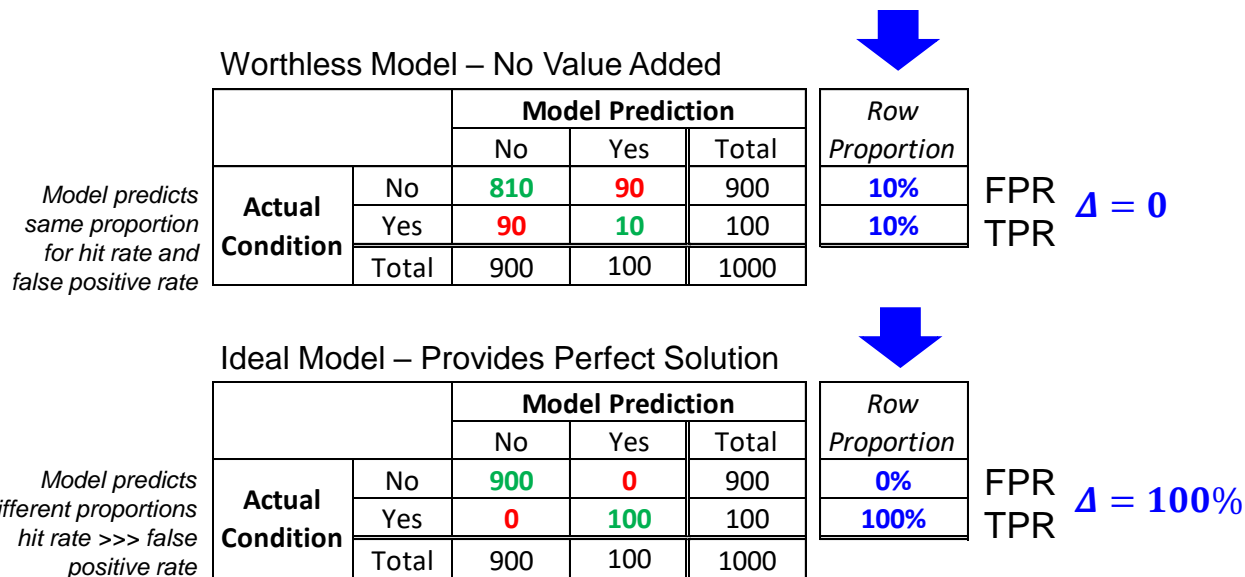 Worthless Model – No Value Added
Model Prediction Row
No Yes Total Proportion
Model predicts
same proportion
for hit rate and
false positive rate
Actual
Condition
No 810 90 900 10% FPR
Yes 90 10 100 10% TPR
Δ = 0
Total 900 100 1000
Ideal Model – Provides Perfect Solution
Model Prediction Row
No Yes Total Proportion
Model predicts
ifferent proportions
hit rate >>> false
positive rate
Actual
Condition
No 900 0 900 0% FPR
Yes 0 100 100 100% TPR
Δ = 100%
Total 900 100 1000